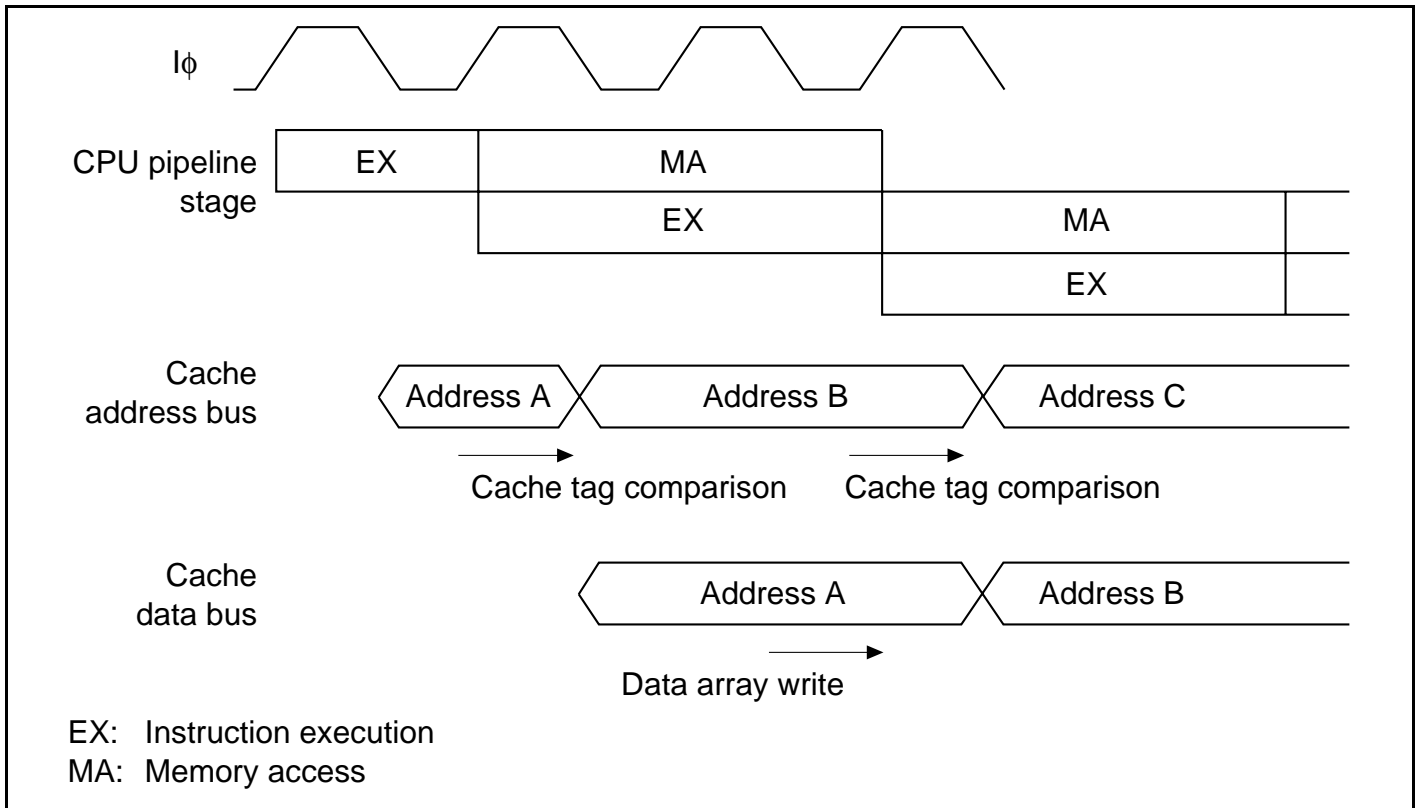 Iϕ
CPU pipeline
stage
EX
MA
EX
MA
EX
Cache
address bus
Address A
Address B
Address C
Cache tag comparison
Cache tag comparison
Cache
data bus
Address A
Address B
Data array write
EX: Instruction execution
MA: Memory access